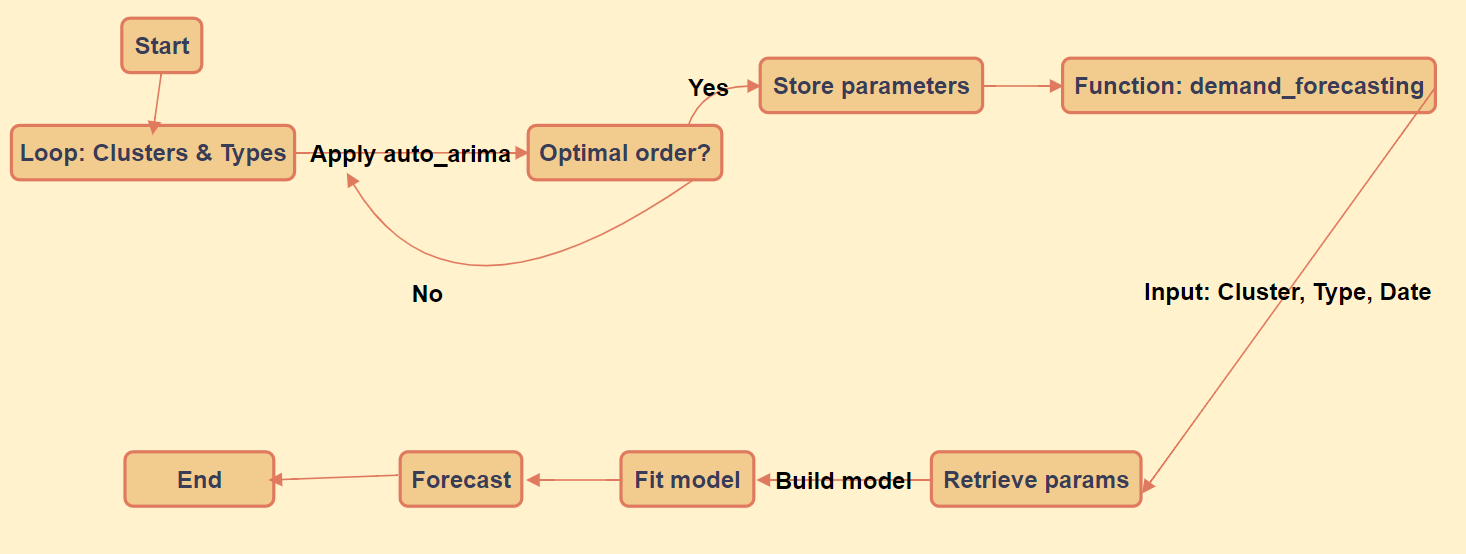 Start
Loop: Clusters & Types
Apply auto_arima
Optimal order?
Yes
Store parameters
Function: demand_forecasting
No
Input: Cluster, Type, Date
End
Forecast
Fit model
Build model
Retrieve params